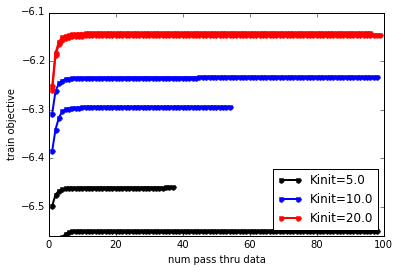 −6.1
−6.2
−6.3
−6.4
−6.5
train objective
0 20 40 60 80 100
num pass thru data
Kinit=5.0
Kinit=10.0
Kinit=20.0